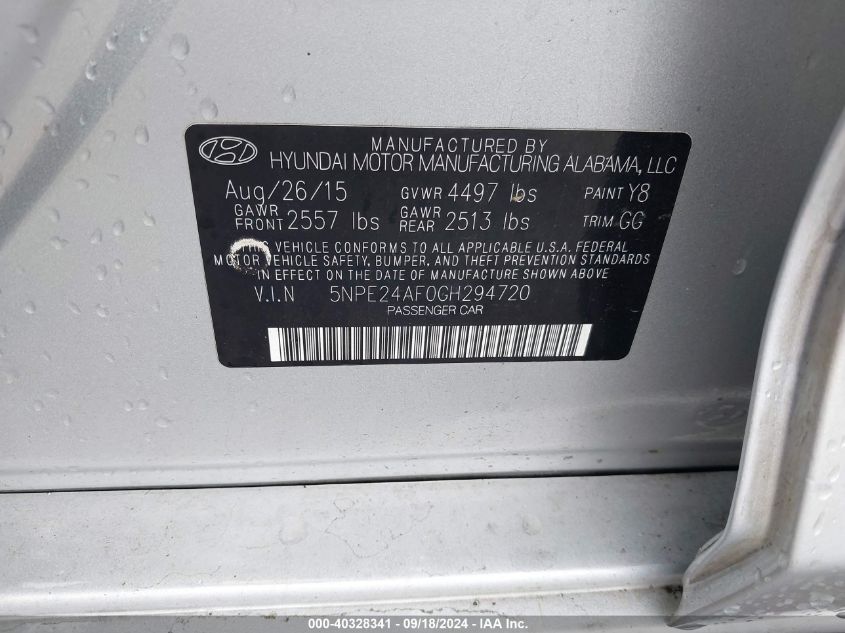 MANUFACTURED BY
HYUNDAI MOTOR MANUFACTURING ALABAMA, LLC
Aug/26/15 GVWR 4497 lbs PAINT Y8
GAWR FRONT 2557 lbs GAWR REAR 2513 lbs TRIM GG
THIS VEHICLE CONFORMS TO ALL APPLICABLE U.S.A. FEDERAL
MOTOR VEHICLE SAFETY, BUMPER, AND THEFT PREVENTION STANDARDS
IN EFFECT ON THE DATE OF MANUFACTURE SHOWN ABOVE
V.I.N 5NPE24AF0GH294720
PASSENGER CAR
000-40328341 - 09/18/2024 - IAA Inc.